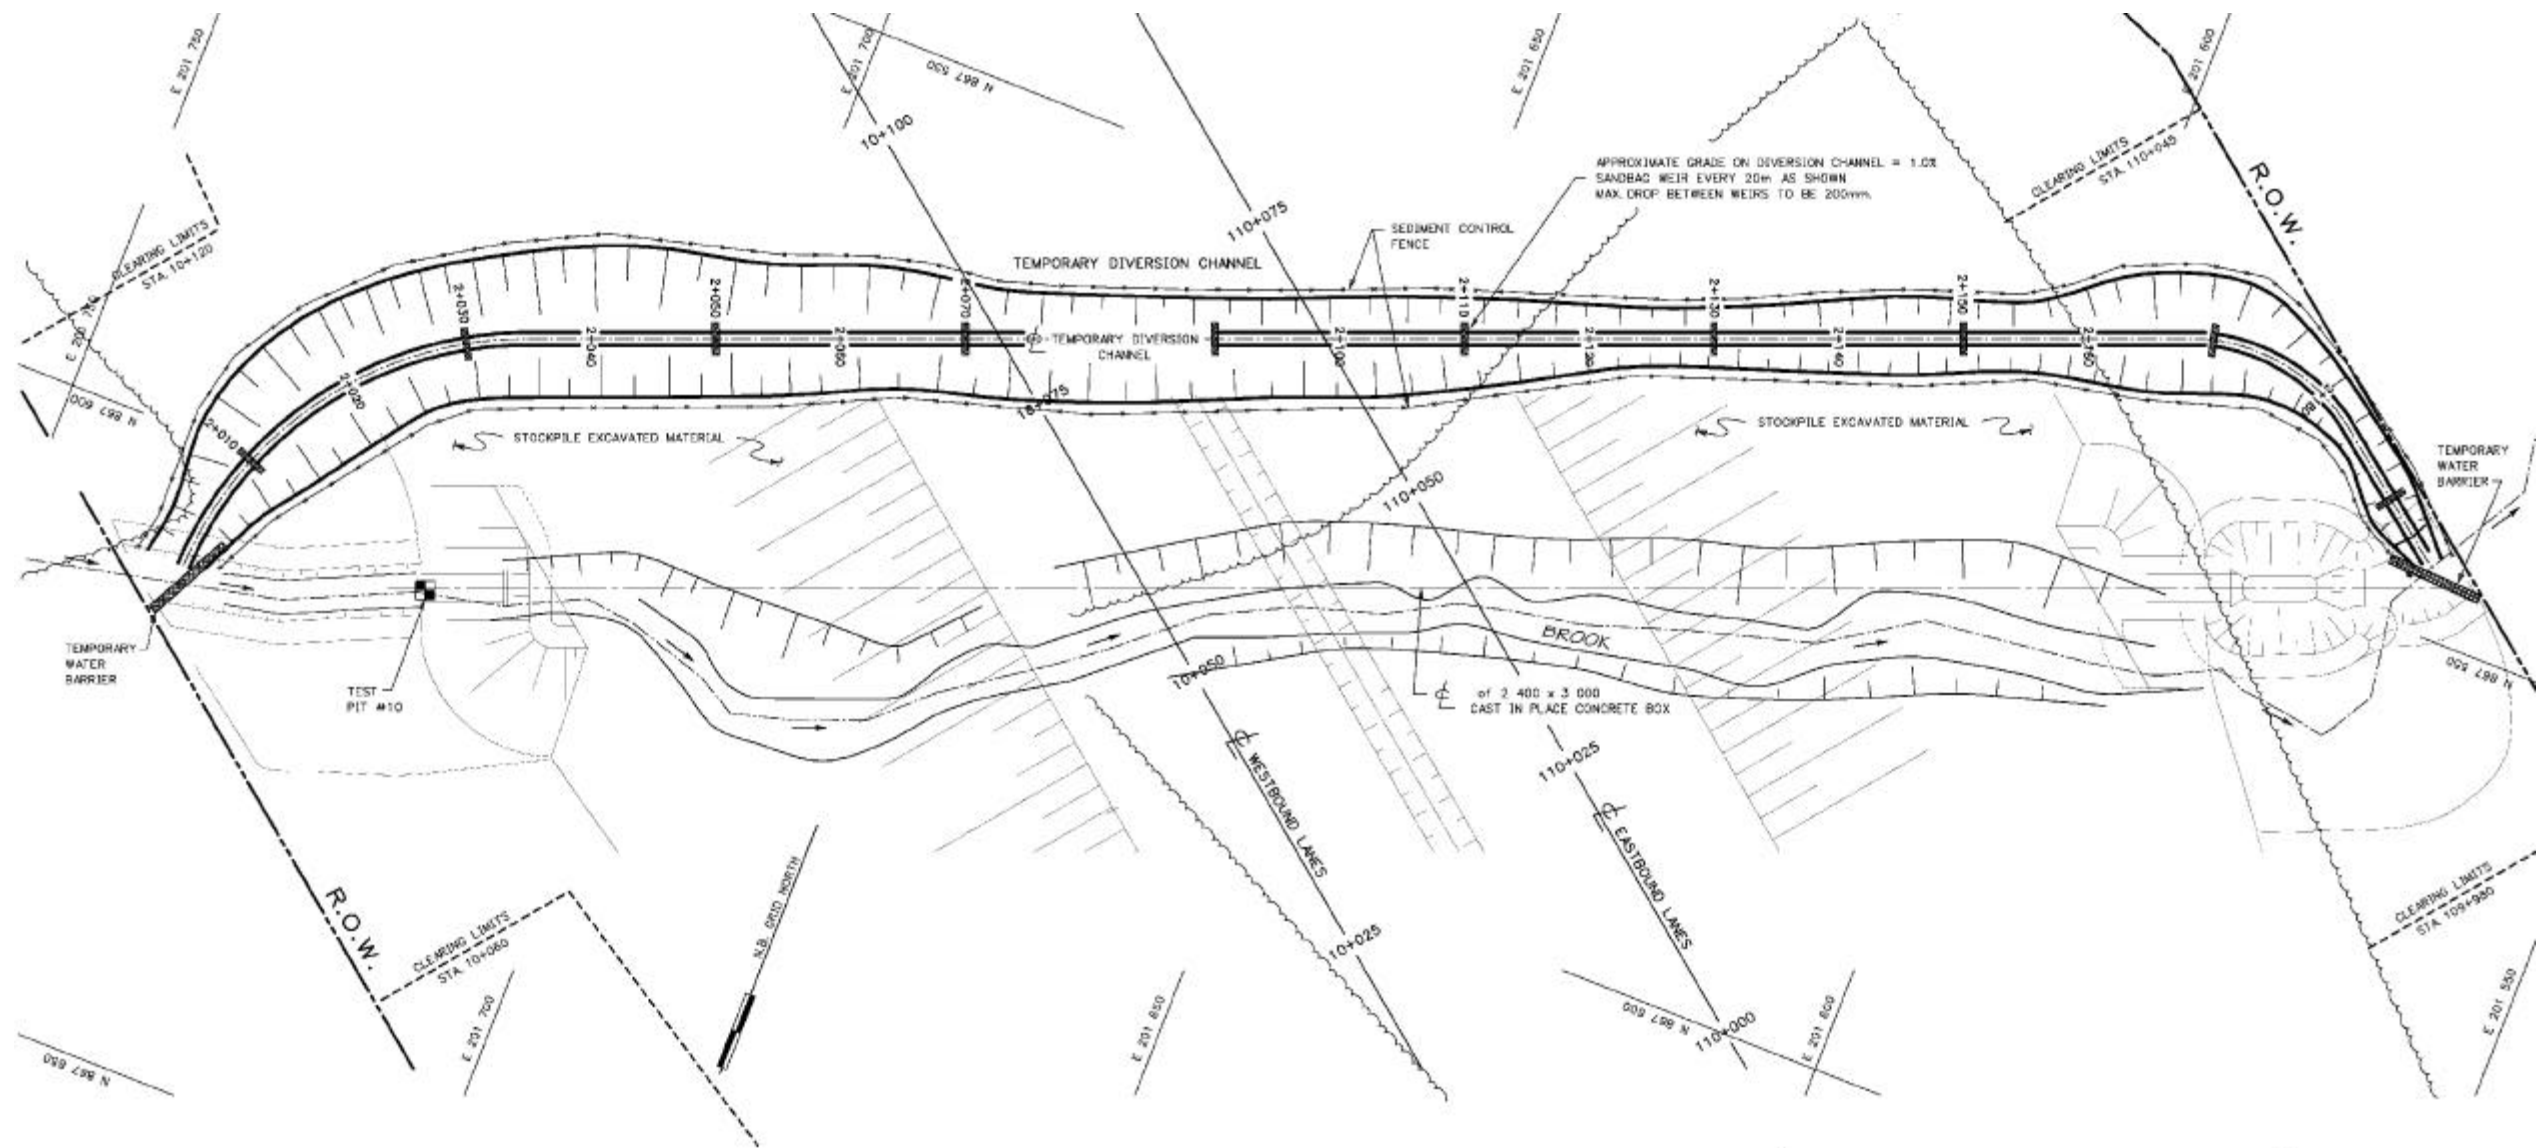 E 201 750
E 201 700
N 867 550
E 201 650
201 600
10+100
APPROXIMATE GRADE ON DIVERSION CHANNEL = 1.0%
SANDBAG WEIR EVERY 20m AS SHOWN
MAX. DROP BETWEEN WEIRS TO BE 200mm.
CLEARING LIMITS
STA. 110+045
R.O.W.
110+075
SEDIMENT CONTROL
FENCE
CLEARING LIMITS
STA. 10+120
TEMPORARY DIVERSION CHANNEL
2+030
2+050
2+070
2+110
2+130
2+150
2+040
2+060
TEMPORARY DIVERSION
CHANNEL
2+100
2+120
2+140
2+160
2+020
N 867 600
2+010
STOCKPILE EXCAVATED MATERIAL
STOCKPILE EXCAVATED MATERIAL
TEMPORARY
WATER
BARRIER
110+050
BROOK
TEMPORARY
WATER
BARRIER
10+050
N 867 550
TEST
PIT #10
of 2 400 x 3 000
CAST IN PLACE CONCRETE BOX
110+025
WESTBOUND LANES
EASTBOUND LANES
N.B. GRID NORTH
R.O.W.
CLEARING LIMITS
STA. 10+060
10+025
CLEARING LIMITS
STA. 109+980
E 201 700
E 201 600
N 867 600
110+000
E 201 550
N 867 650